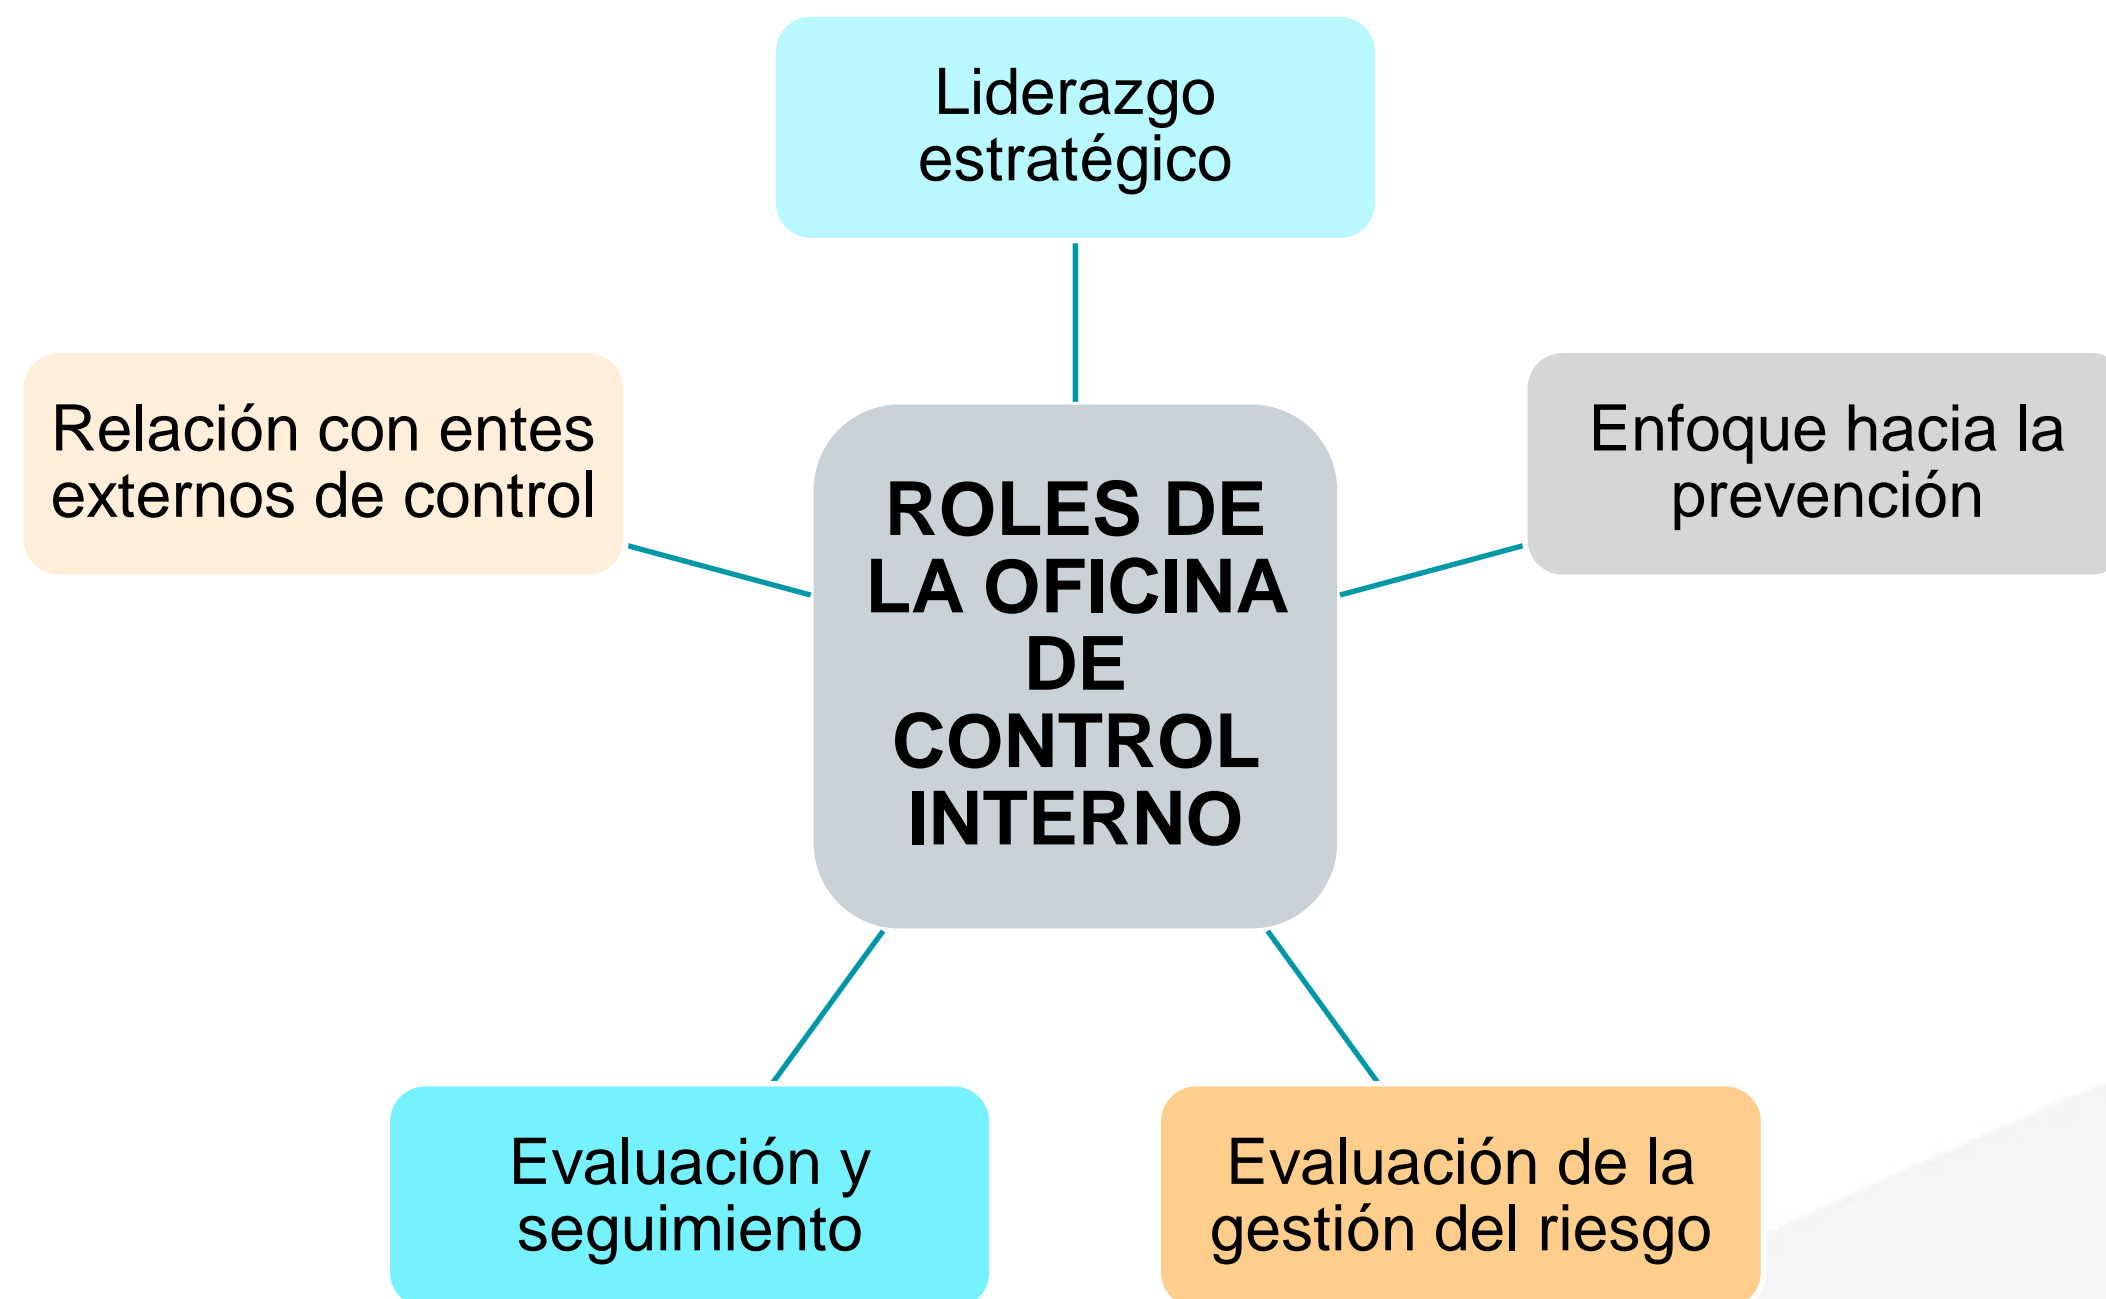 Liderazgo
estratégico
Relación con entes
externos de control
Enfoque hacia la
prevención
ROLES DE
LA OFICINA
DE
CONTROL
INTERNO
Evaluación y
seguimiento
Evaluación de la
gestión del riesgo